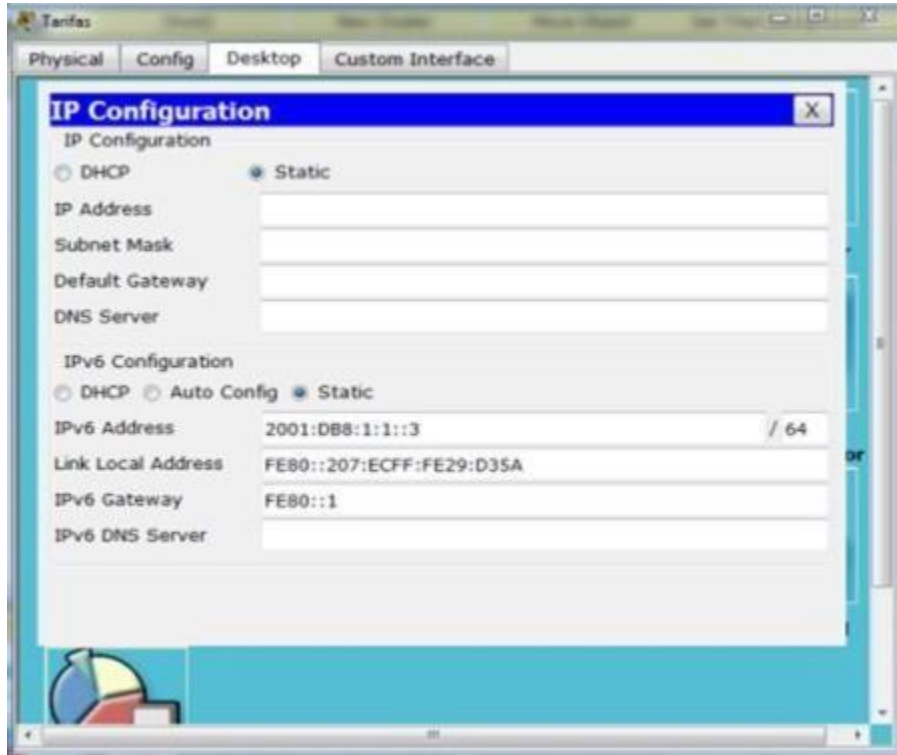 Tarifas
Physical Config Desktop Custom Interface
IP Configuration X
IP Configuration
DHCP Static
IP Address
Subnet Mask
Default Gateway
DNS Server
IPv6 Configuration
DHCP Auto Config Static
IPv6 Address 2001:DB8:1:1::3 / 64
Link Local Address FE80::207:ECFF:FE29:D35A
IPv6 Gateway FE80::1
IPv6 DNS Server
or